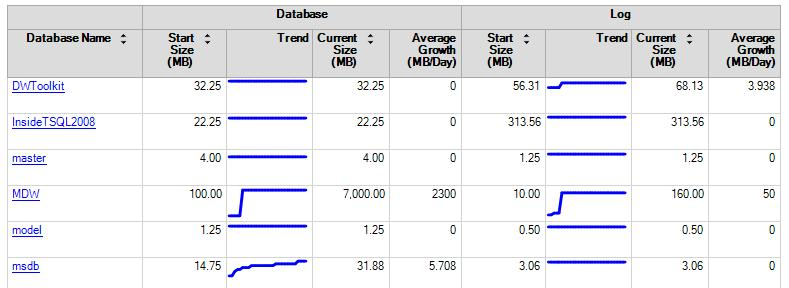 Database Log
Database Name Start Size (MB) Trend Current Size (MB) Average Growth (MB/Day) Start Size (MB) Trend Current Size (MB) Average Growth (MB/Day)
DWToolkit 32.25 32.25 0 56.31 68.13 3.938
InsideTSQL2008 22.25 22.25 0 313.56 313.56 0
master 4.00 4.00 0 1.25 1.25 0
MDW 100.00 7,000.00 2300 10.00 160.00 50
model 1.25 1.25 0 0.50 0.50 0
msdb 14.75 31.88 5.708 3.06 3.06 0